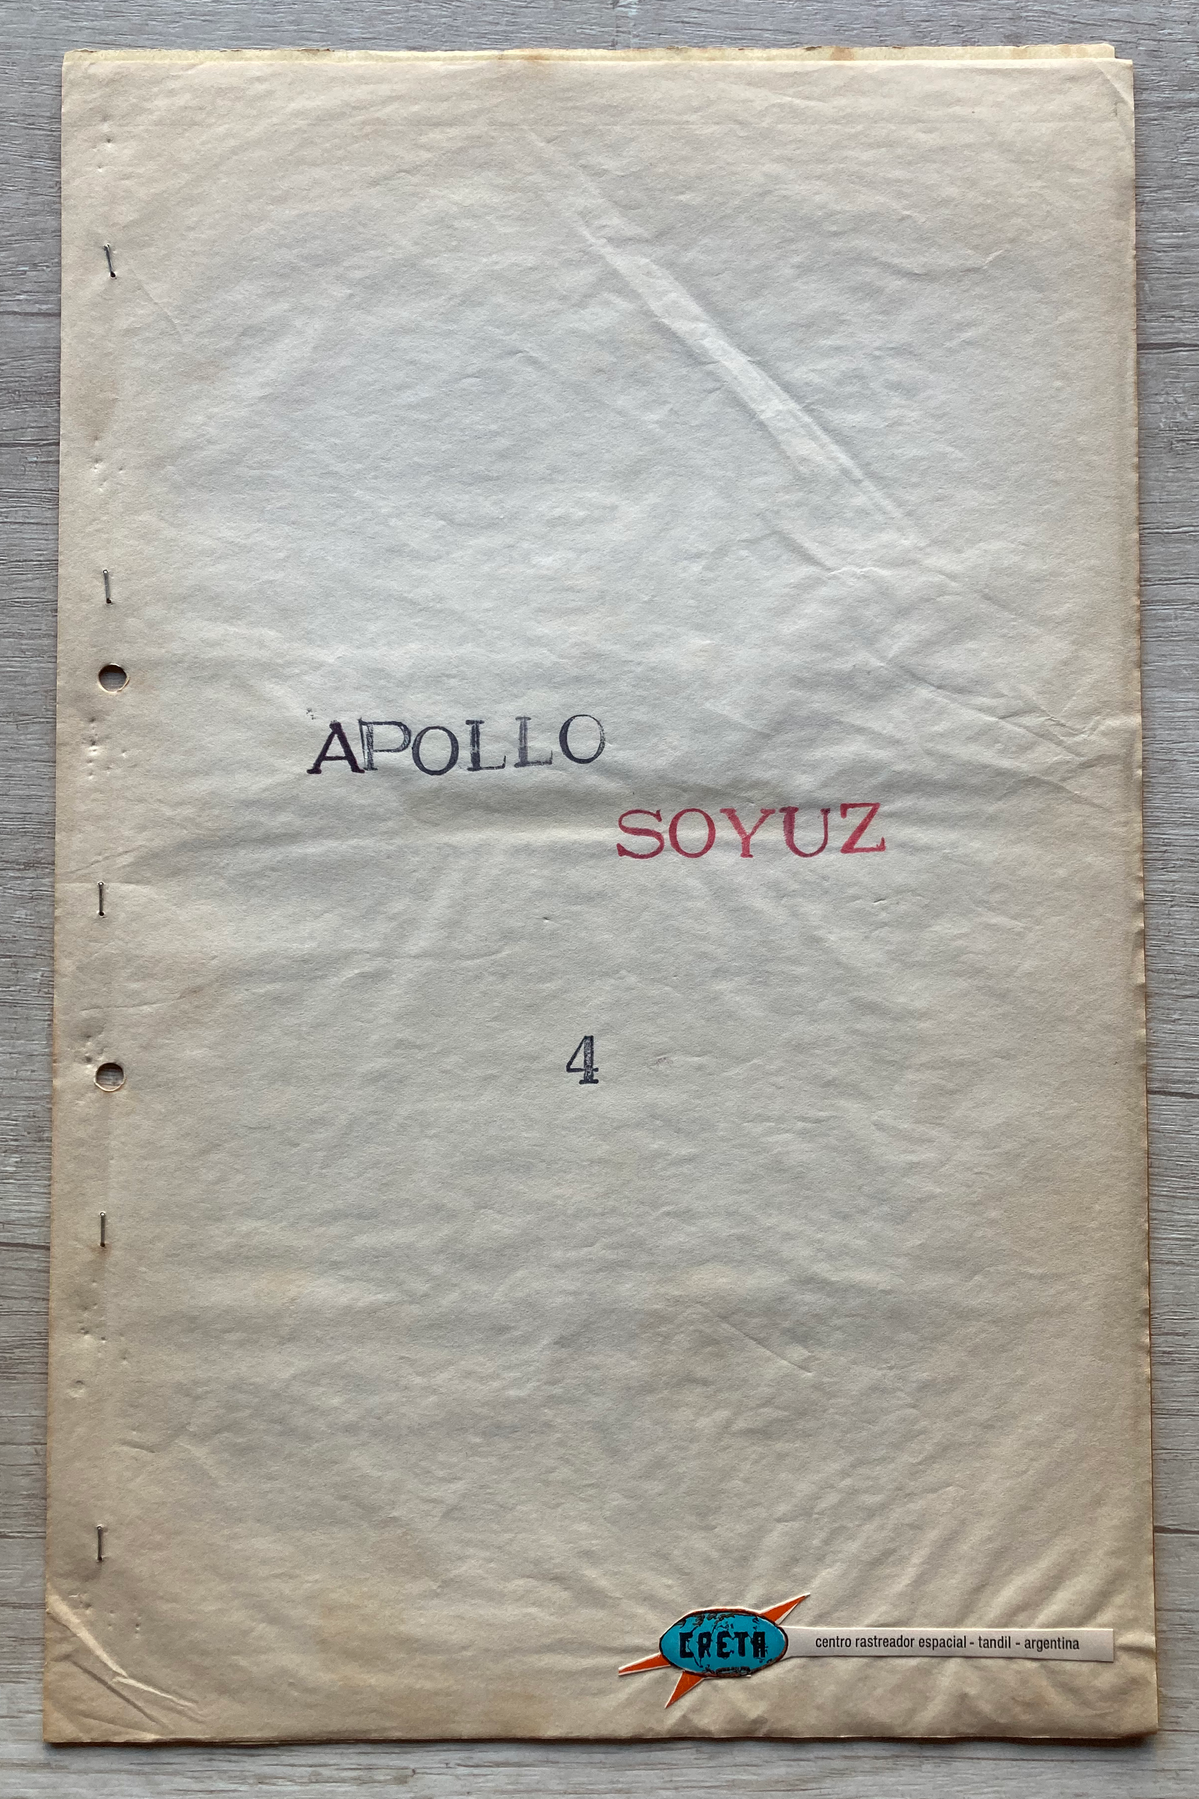 APOLLO
SOYUZ
4
CRETA
centro rastreador espacial - tandil - argentina